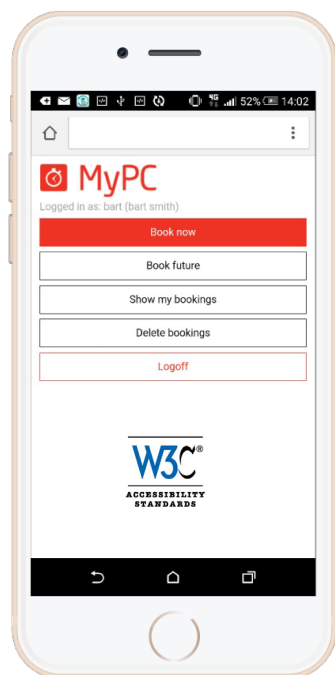 4G
52%
14:02
MyPC
Logged in as: bart (bart smith)
Book now
Book future
Show my bookings
Delete bookings
Logoff
W3C®
ACCESSIBILITY
STANDARDS